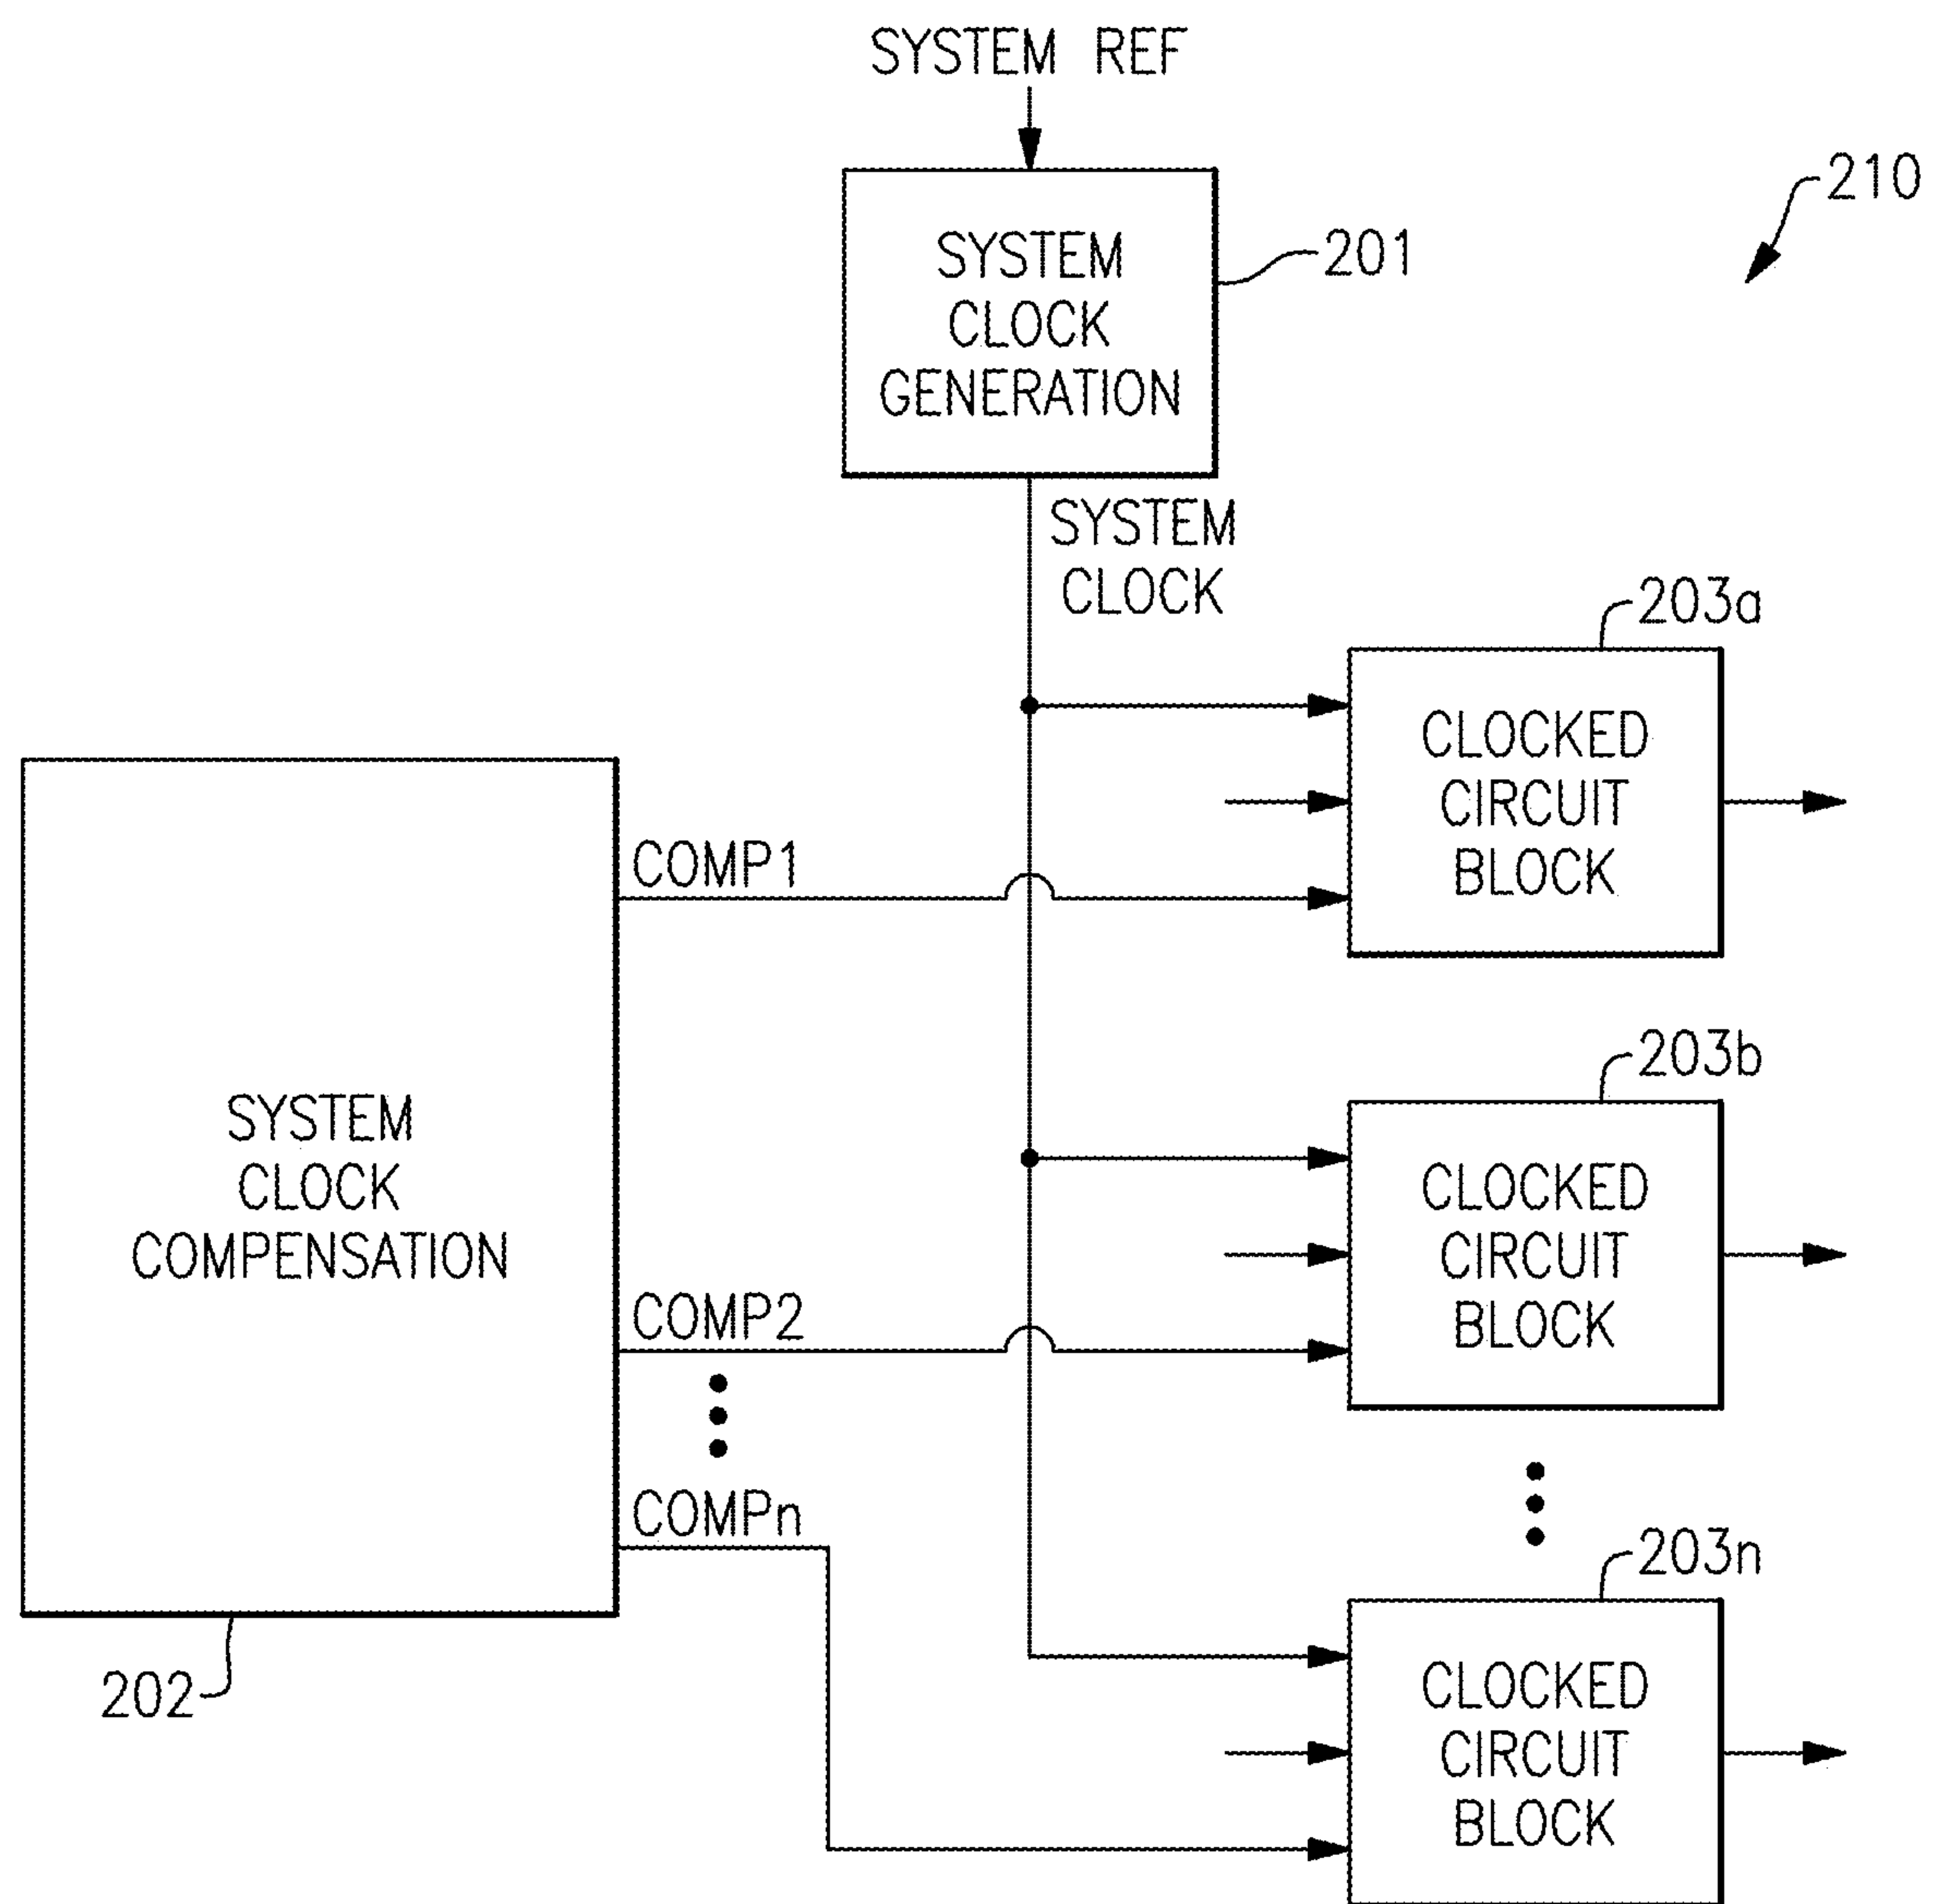 SYSTEM REF
210
SYSTEM
CLOCK
GENERATION
201
SYSTEM
CLOCK
203a
CLOCKED
CIRCUIT
BLOCK
COMP1
203b
SYSTEM
CLOCK
COMPENSATION
CLOCKED
CIRCUIT
BLOCK
COMP2
COMPn
203n
202
CLOCKED
CIRCUIT
BLOCK